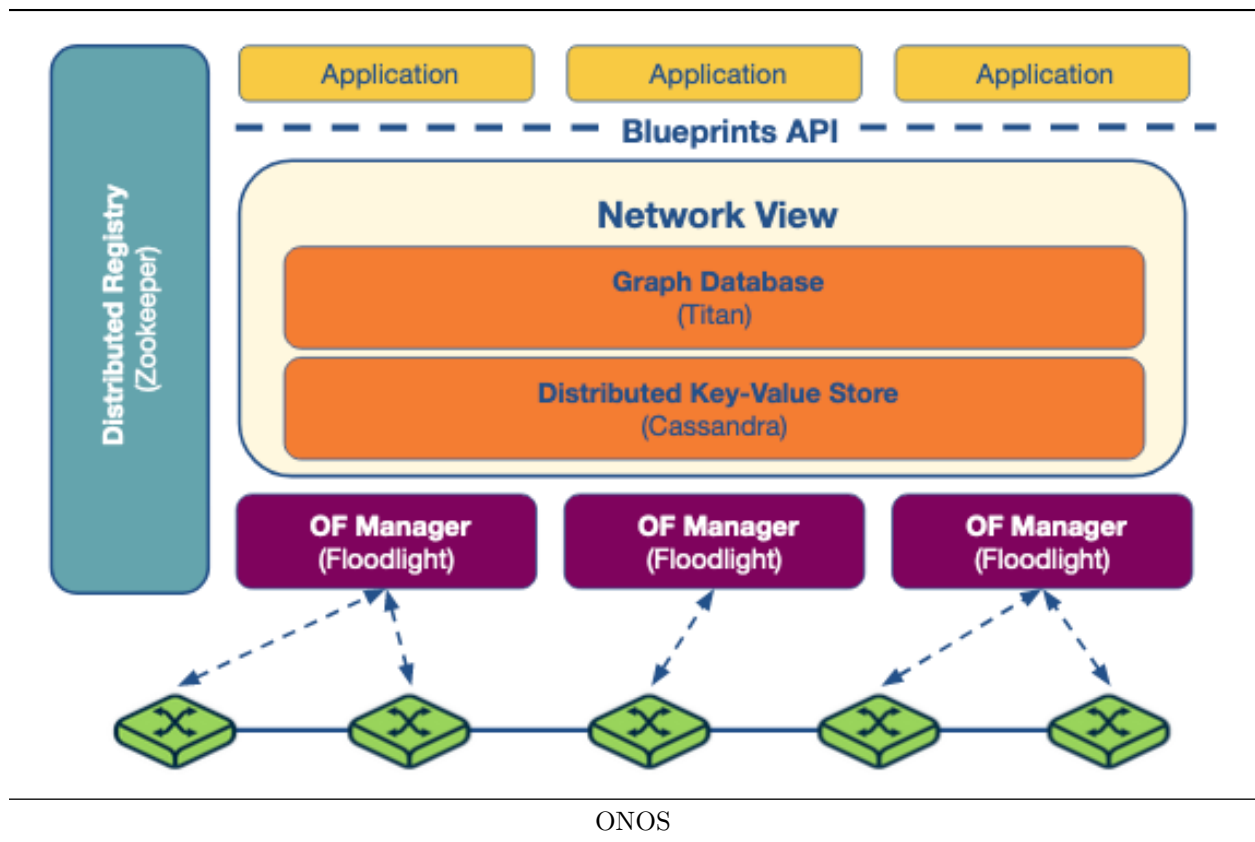 Distributed Registry
(Zookeeper)
Application
Application
Application
Blueprints API
Network View
Graph Database
(Titan)
Distributed Key-Value Store
(Cassandra)
OF Manager
(Floodlight)
OF Manager
(Floodlight)
OF Manager
(Floodlight)
ONOS